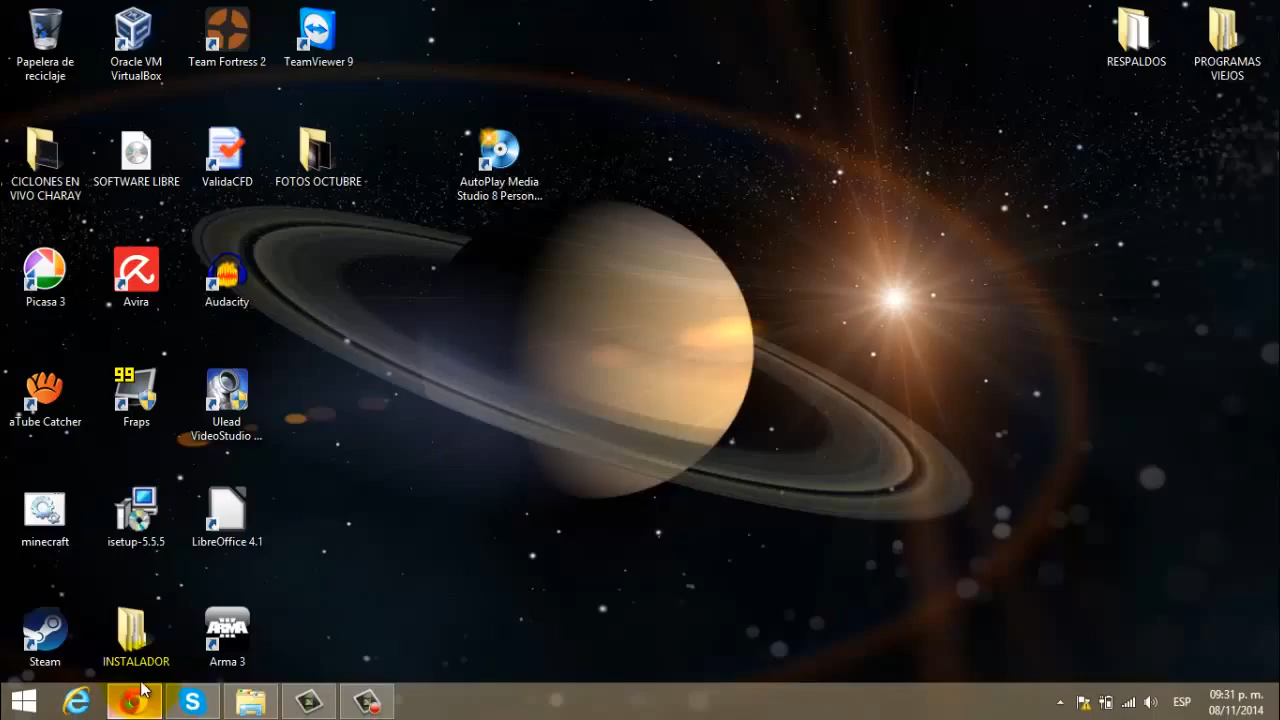 Papelera de
reciclaje
Oracle VM
VirtualBox
Team Fortress 2
TeamViewer 9
RESPALDOS
PROGRAMAS
VIEJOS
CICLONES EN
VIVO CHARAY
SOFTWARE LIBRE
ValidaCFD
FOTOS OCTUBRE
AutoPlay Media
Studio 8 Person...
Picasa 3
Avira
Audacity
aTube Catcher
99
Fraps
Ulead
VideoStudio ...
minecraft
isetup-5.5.5
LibreOffice 4.1
Steam
INSTALADOR
ARMA
Arma 3
ESP
09:31 p. m.
08/11/2014